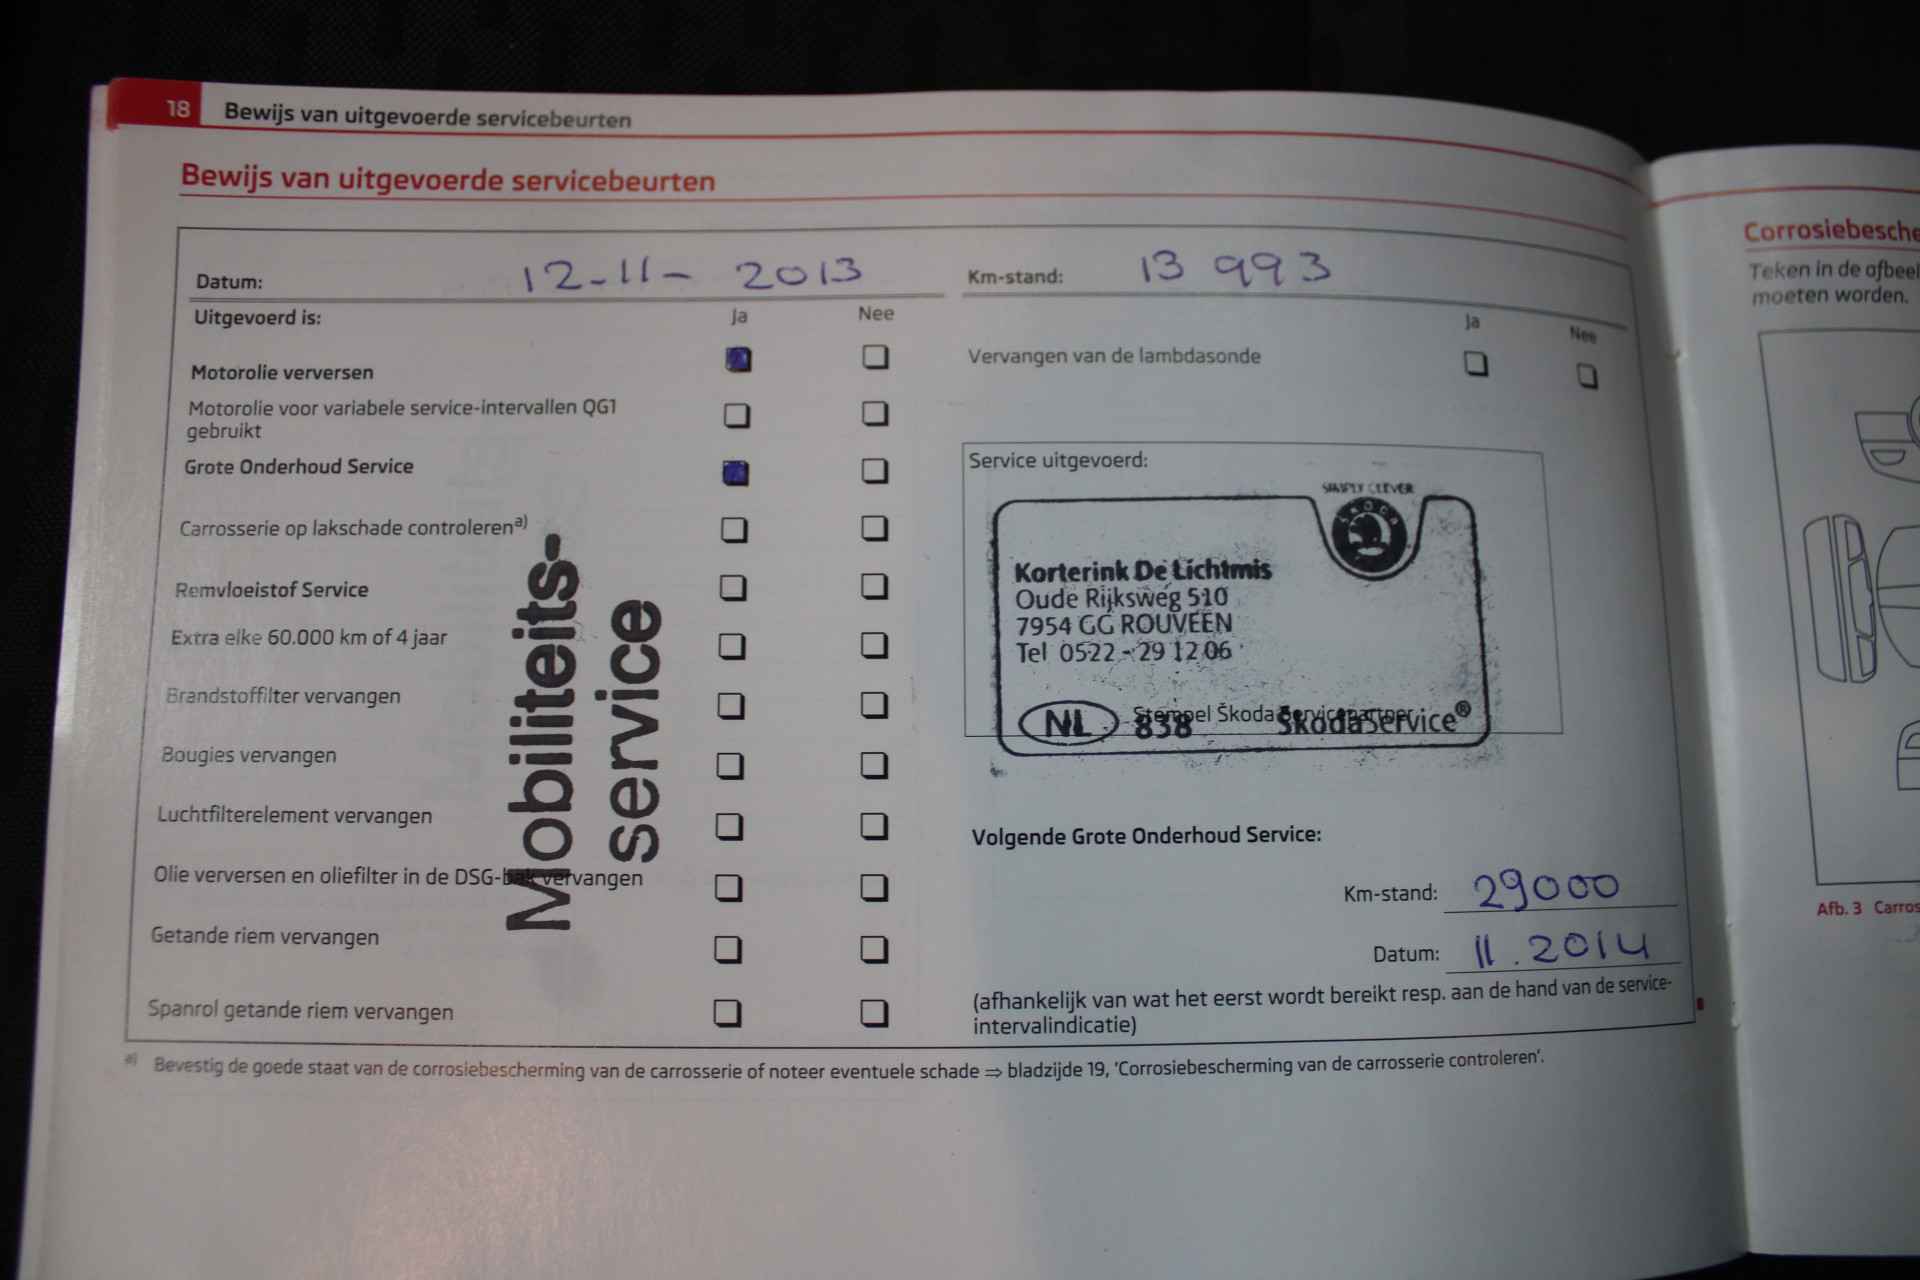 18 Bewijs van uitgevoerde servicebeurten
Bewijs van uitgevoerde servicebeurten
Datum: 12-11-2013
Uitgevoerd is: Ja Nee
Motorolie verversen
Motorolie voor variabele service-intervallen QG1
gebruikt
Grote Onderhoud Service
Carrosserie op lakschade controleren a)
Remvloeistof Service
Extra elke 60.000 km of 4 jaar
Brandstoffilter vervangen
Bougies vervangen
Luchtfilterelement vervangen
Olie verversen en oliefilter in de DSG-bak vervangen
Getande riem vervangen
Spanrol getande riem vervangen
Mobiliteits-
service
Km-stand: 13 993
Ja Nee
Vervangen van de lambdasonde
Service uitgevoerd:
SIMPLY CLEVER
SKODA
Korterink De Lichtmis
Oude Rijksweg 510
7954 GG ROUVEEN
Tel 0522 - 29 12 06
Stempel Škoda Servicepartner
NL 838 ŠkodaService®
Volgende Grote Onderhoud Service:
Km-stand: 29000
Datum: 11.2014
(afhankelijk van wat het eerst wordt bereikt resp. aan de hand van de service-
intervalindicatie)
a) Bevestig de goede staat van de corrosiebescherming van de carrosserie of noteer eventuele schade ⇒ bladzijde 19, 'Corrosiebescherming van de carrosserie controleren'.
Corrosiebesche
Teken in de afbeel
moeten worden.
Afb. 3 Carros